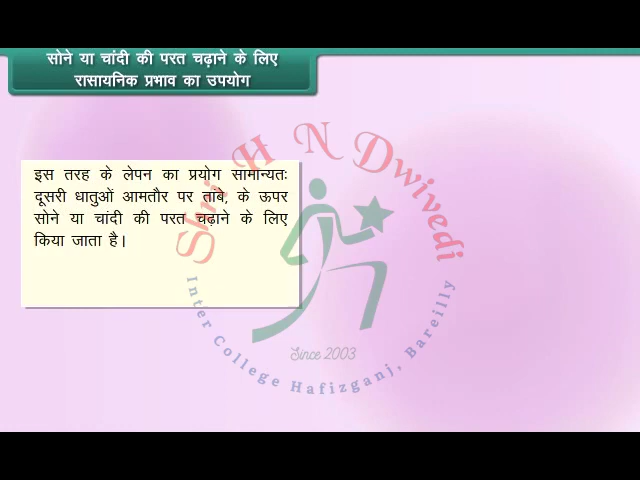 सोने या चांदी की परत चढ़ाने के लिए
रासायनिक प्रभाव का उपयोग
इस तरह के लेपन का प्रयोग सामान्यतः
दूसरी धातुओं आमतौर पर तांबे, के ऊपर
सोने या चांदी की परत चढ़ाने के लिए
किया जाता है।
Shri H N Dwivedi
Since 2003
Inter College Hafizganj, Bareilly